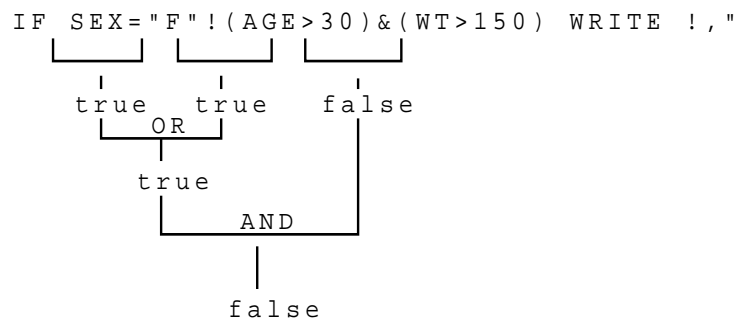 IF SEX="F"!(AGE>30)&(WT>150) WRITE !,"
true true false
OR
true
AND
false